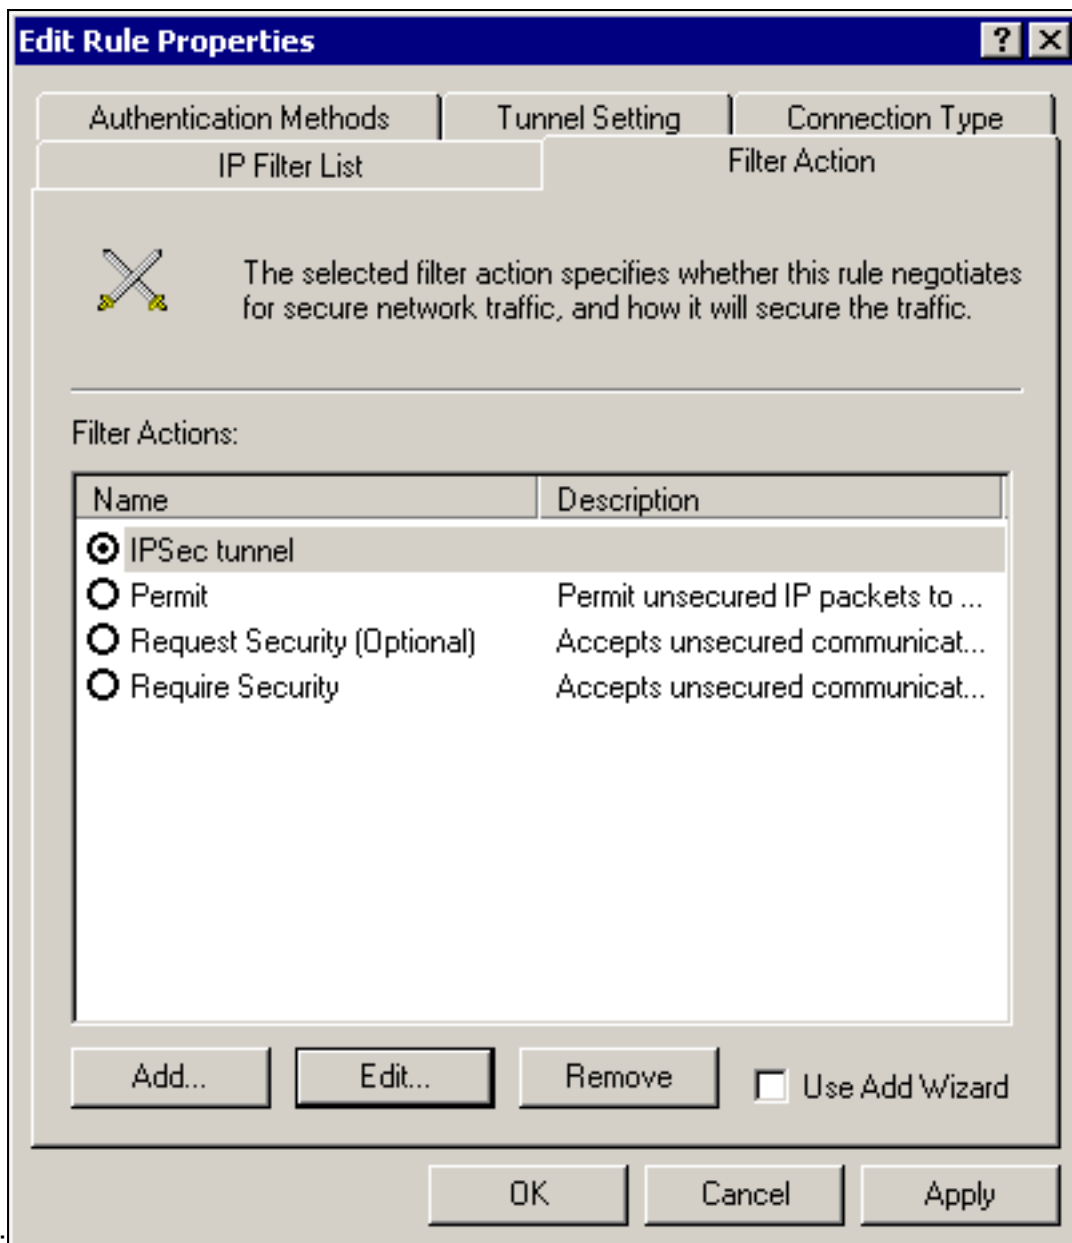 Edit Rule Properties
Authentication Methods Tunnel Setting Connection Type
IP Filter List Filter Action
The selected filter action specifies whether this rule negotiates
for secure network traffic, and how it will secure the traffic.
Filter Actions:
Name Description
IPSec tunnel
Permit Permit unsecured IP packets to ...
Request Security (Optional) Accepts unsecured communicat...
Require Security Accepts unsecured communicat...
Add... Edit... Remove Use Add Wizard
OK Cancel Apply